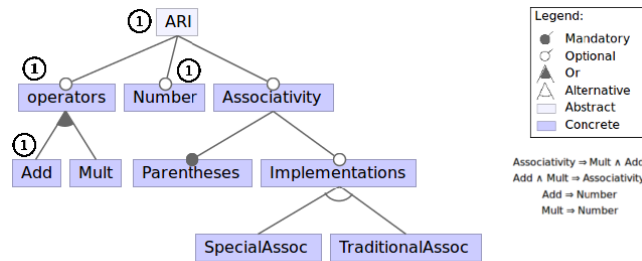 1 ARI
1 operators
Number 1
Associativity
1 Add
Mult
Parentheses
Implementations
SpecialAssoc
TraditionalAssoc
Legend:
Mandatory
Optional
Or
Alternative
Abstract
Concrete
Associativity ⇒ Mult ∧ Add
Add ∧ Mult ⇒ Associativity
Add ⇒ Number
Mult ⇒ Number